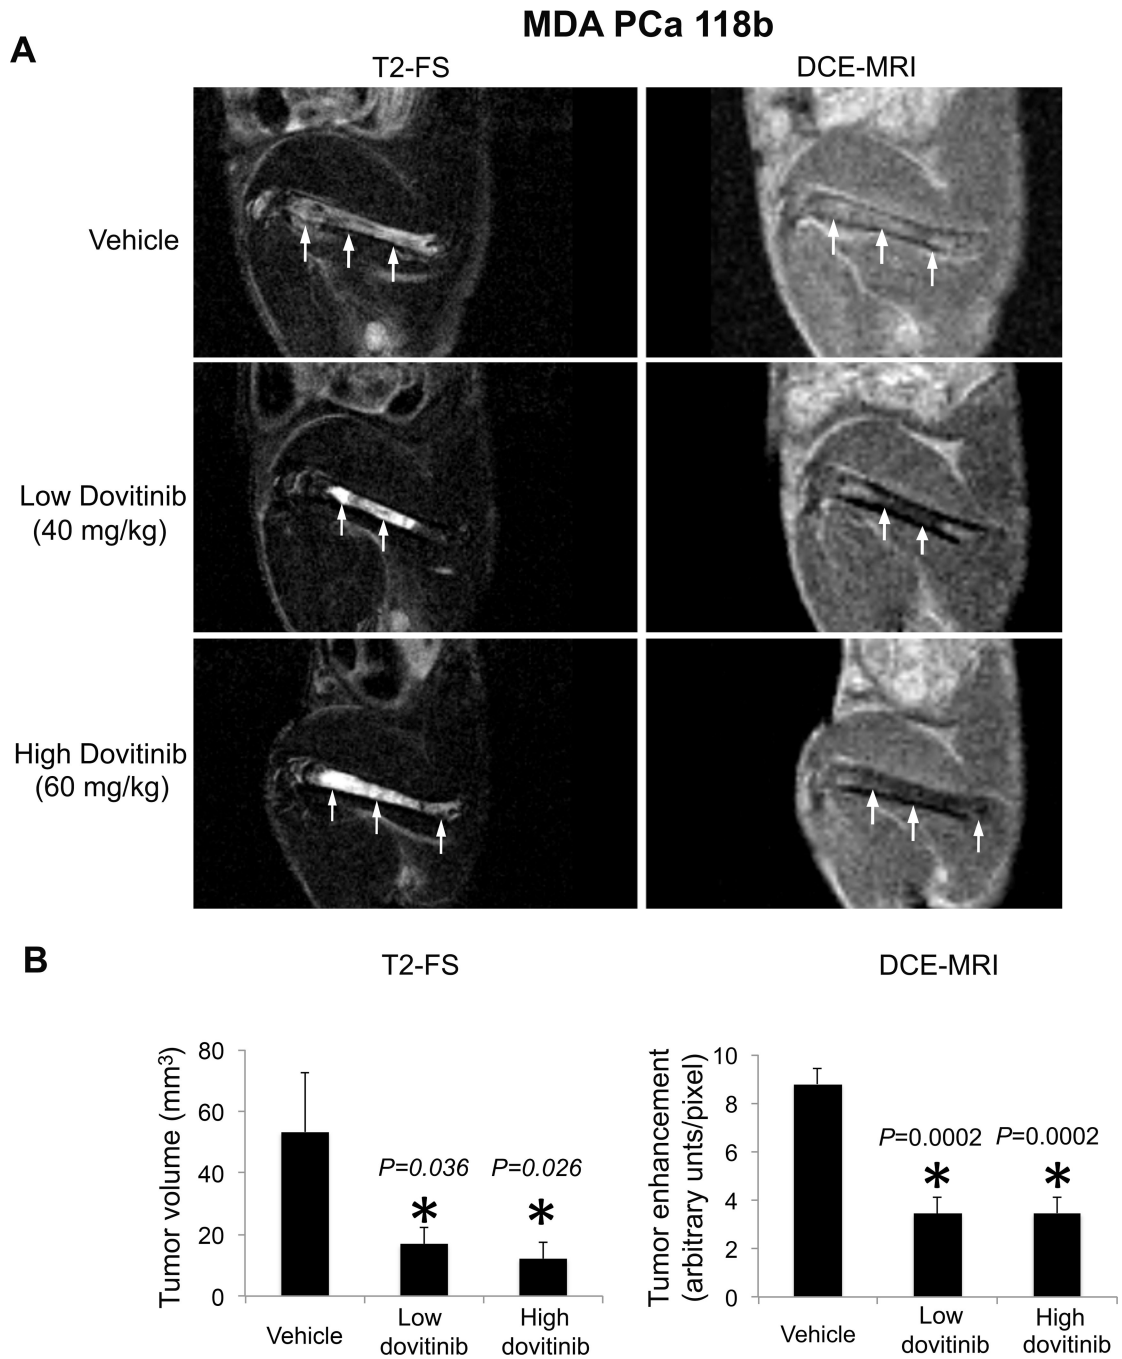 MDA PCa 118b
A
T2-FS
DCE-MRI
Vehicle
Low Dovitinib
(40 mg/kg)
High Dovitinib
(60 mg/kg)
B
T2-FS
DCE-MRI
Tumor volume (mm³)
80
60
40
20
0
P=0.036
P=0.026
*
*
Vehicle
Low
dovitinib
High
dovitinib
Tumor enhancement
(arbitrary unts/pixel)
10
8
6
4
2
0
P=0.0002
P=0.0002
*
*
Vehicle
Low
dovitinib
High
dovitinib